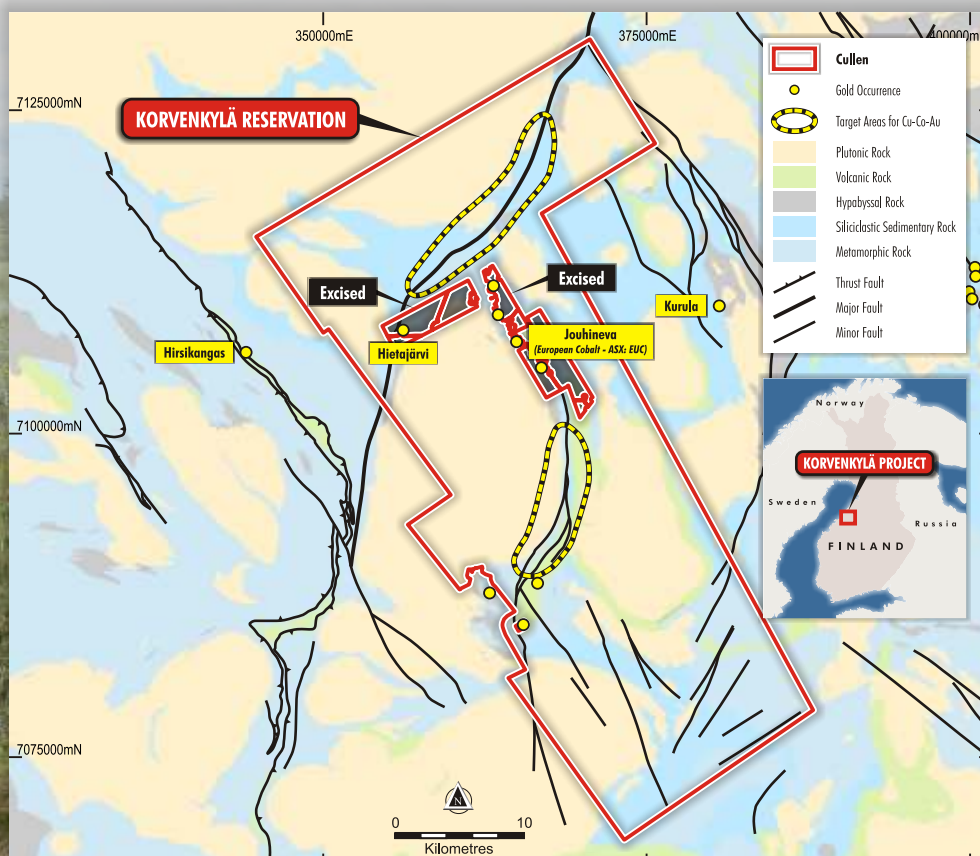 350000mE
375000mE
400000mE
7125000mN
7100000mN
7075000mN
KORVENKYLÄ RESERVATION
Excised
Excised
Hietajärvi
Jouhineva
(European Cobalt - ASX: EUC)
Kurula
Hirsikangas
Cullen
Gold Occurrence
Target Areas for Cu-Co-Au
Plutonic Rock
Volcanic Rock
Hypabyssal Rock
Siliciclastic Sedimentary Rock
Metamorphic Rock
Thrust Fault
Major Fault
Minor Fault
Norway
KORVENKYLÄ PROJECT
Sweden
Russia
FINLAND
N
0 10
Kilometres